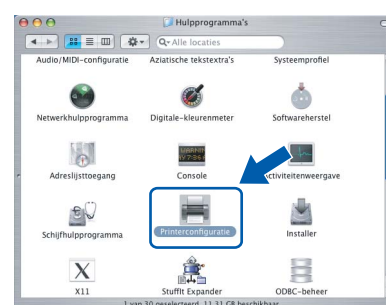 Hulpprogramma's
Alle locaties
Audio/MIDI-configuratie Aziatische tekstextra's Systeemprofiel
Netwerkhulpprogramma Digitale-kleurenmeter Softwareherstel
WARNIN
Adreslijsttoegang Console Activiteitenweergave
Schijfhulpprogramma Printerconfiguratie Installer
X
X11 StuffIt Expander ODBC-beheer
1 van 30 geselecteerd, 11,31 GB beschikbaar